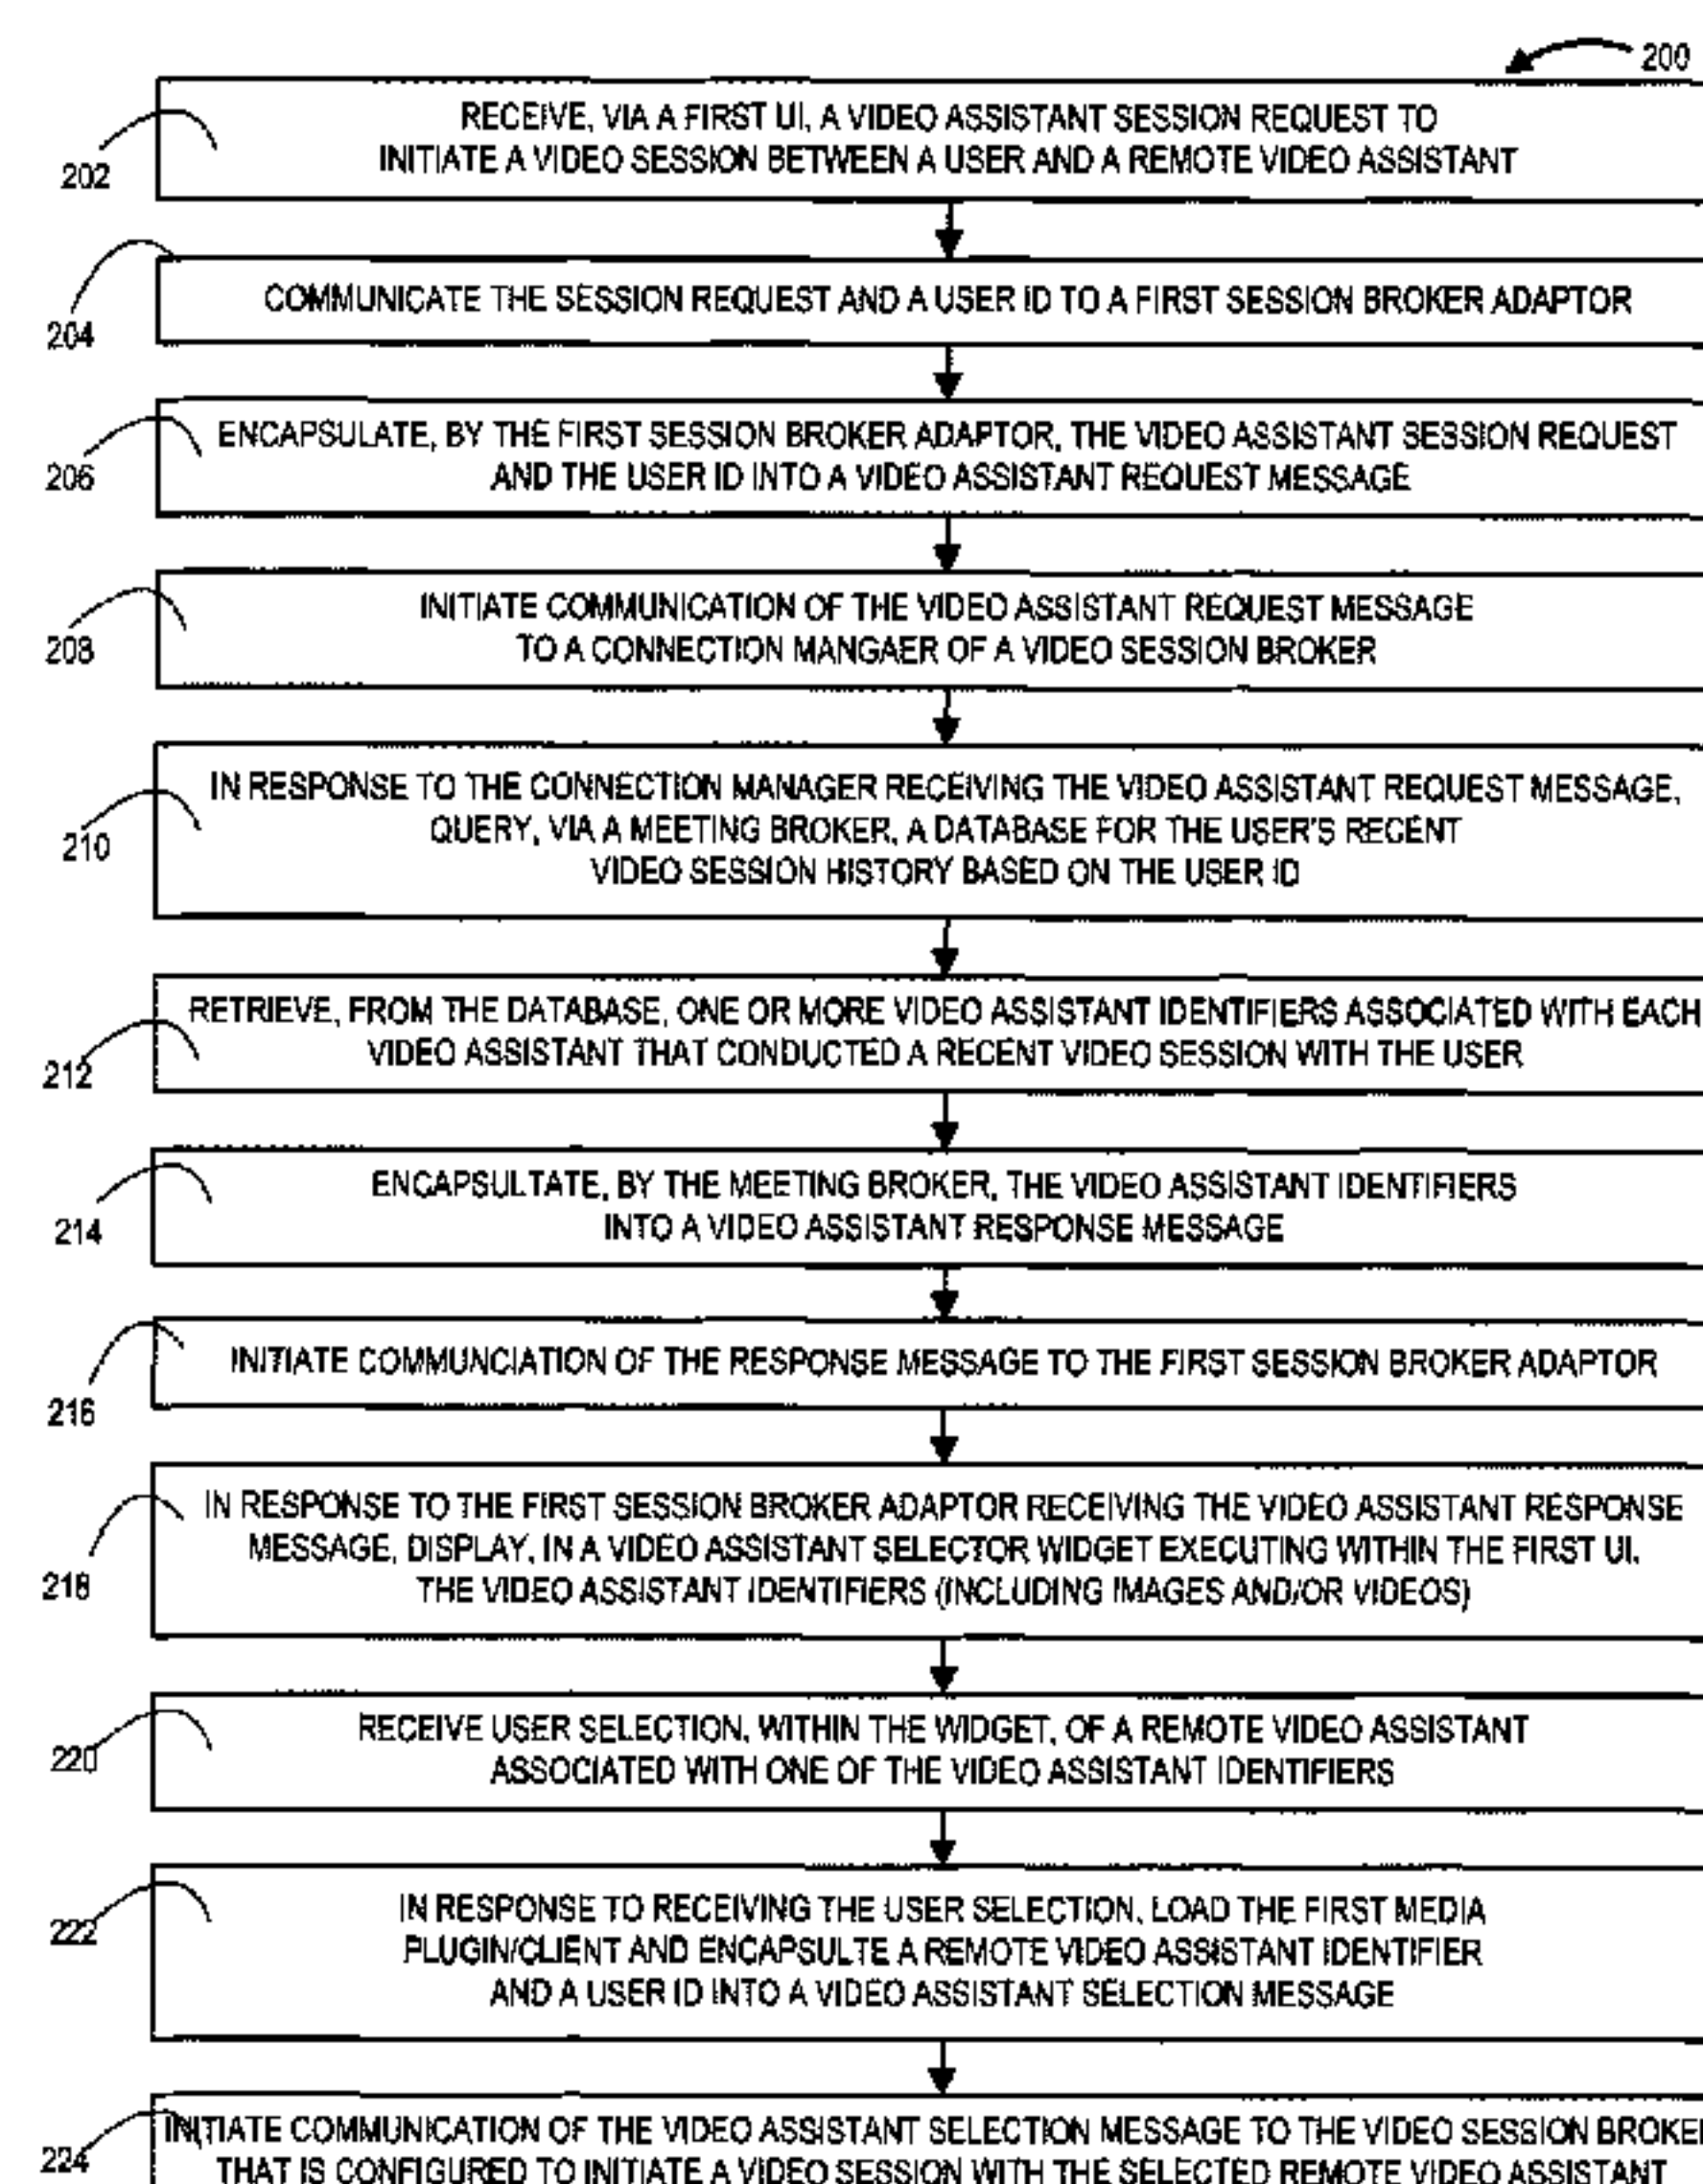 200
RECEIVE, VIA A FIRST UI, A VIDEO ASSISTANT SESSION REQUEST TO
INITIATE A VIDEO SESSION BETWEEN A USER AND A REMOTE VIDEO ASSISTANT
202
COMMUNICATE THE SESSION REQUEST AND A USER ID TO A FIRST SESSION BROKER ADAPTOR
204
ENCAPSULATE, BY THE FIRST SESSION BROKER ADAPTOR, THE VIDEO ASSISTANT SESSION REQUEST
AND THE USER ID INTO A VIDEO ASSISTANT REQUEST MESSAGE
206
INITIATE COMMUNICATION OF THE VIDEO ASSISTANT REQUEST MESSAGE
TO A CONNECTION MANGAER OF A VIDEO SESSION BROKER
208
IN RESPONSE TO THE CONNECTION MANAGER RECEIVING THE VIDEO ASSISTANT REQUEST MESSAGE,
QUERY, VIA A MEETING BROKER, A DATABASE FOR THE USER'S RECENT
VIDEO SESSION HISTORY BASED ON THE USER ID
210
RETRIEVE, FROM THE DATABASE, ONE OR MORE VIDEO ASSISTANT IDENTIFIERS ASSOCIATED WITH EACH
VIDEO ASSISTANT THAT CONDUCTED A RECENT VIDEO SESSION WITH THE USER
212
ENCAPSULTATE, BY THE MEETING BROKER, THE VIDEO ASSISTANT IDENTIFIERS
INTO A VIDEO ASSISTANT RESPONSE MESSAGE
214
INITIATE COMMUNCIATION OF THE RESPONSE MESSAGE TO THE FIRST SESSION BROKER ADAPTOR
216
IN RESPONSE TO THE FIRST SESSION BROKER ADAPTOR RECEIVING THE VIDEO ASSISTANT RESPONSE
MESSAGE, DISPLAY, IN A VIDEO ASSISTANT SELECTOR WIDGET EXECUTING WITHIN THE FIRST UI,
THE VIDEO ASSISTANT IDENTIFIERS (INCLUDING IMAGES AND/OR VIDEOS)
218
RECEIVE USER SELECTION, WITHIN THE WIDGET, OF A REMOTE VIDEO ASSISTANT
ASSOCIATED WITH ONE OF THE VIDEO ASSISTANT IDENTIFIERS
220
IN RESPONSE TO RECEIVING THE USER SELECTION, LOAD THE FIRST MEDIA
PLUGIN/CLIENT AND ENCAPSULTE A REMOTE VIDEO ASSISTANT IDENTIFIER
AND A USER ID INTO A VIDEO ASSISTANT SELECTION MESSAGE
222
INITIATE COMMUNICATION OF THE VIDEO ASSISTANT SELECTION MESSAGE TO THE VIDEO SESSION BROKER
THAT IS CONFIGURED TO INITIATE A VIDEO SESSION WITH THE SELECTED REMOTE VIDEO ASSISTANT
224